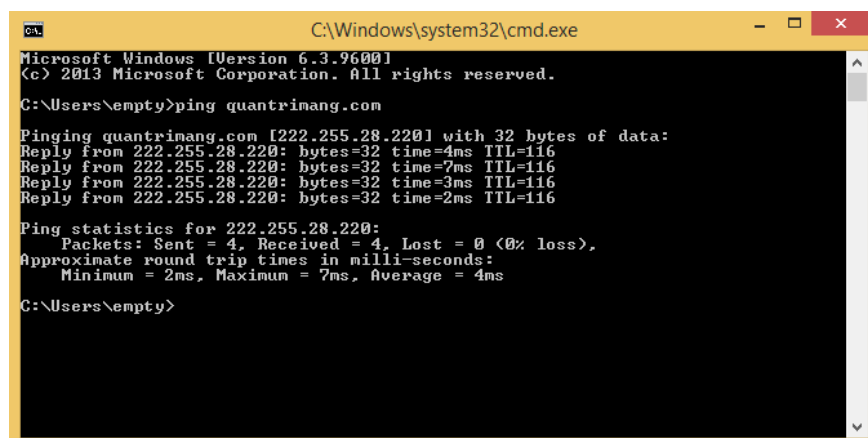 C:\Windows\system32\cmd.exe
Microsoft Windows [Version 6.3.9600]
(c) 2013 Microsoft Corporation. All rights reserved.
C:\Users\empty>ping quantrimang.com
Pinging quantrimang.com [222.255.28.220] with 32 bytes of data:
Reply from 222.255.28.220: bytes=32 time=4ms TTL=116
Reply from 222.255.28.220: bytes=32 time=7ms TTL=116
Reply from 222.255.28.220: bytes=32 time=3ms TTL=116
Reply from 222.255.28.220: bytes=32 time=2ms TTL=116
Ping statistics for 222.255.28.220:
Packets: Sent = 4, Received = 4, Lost = 0 (0% loss),
Approximate round trip times in milli-seconds:
Minimum = 2ms, Maximum = 7ms, Average = 4ms
C:\Users\empty>